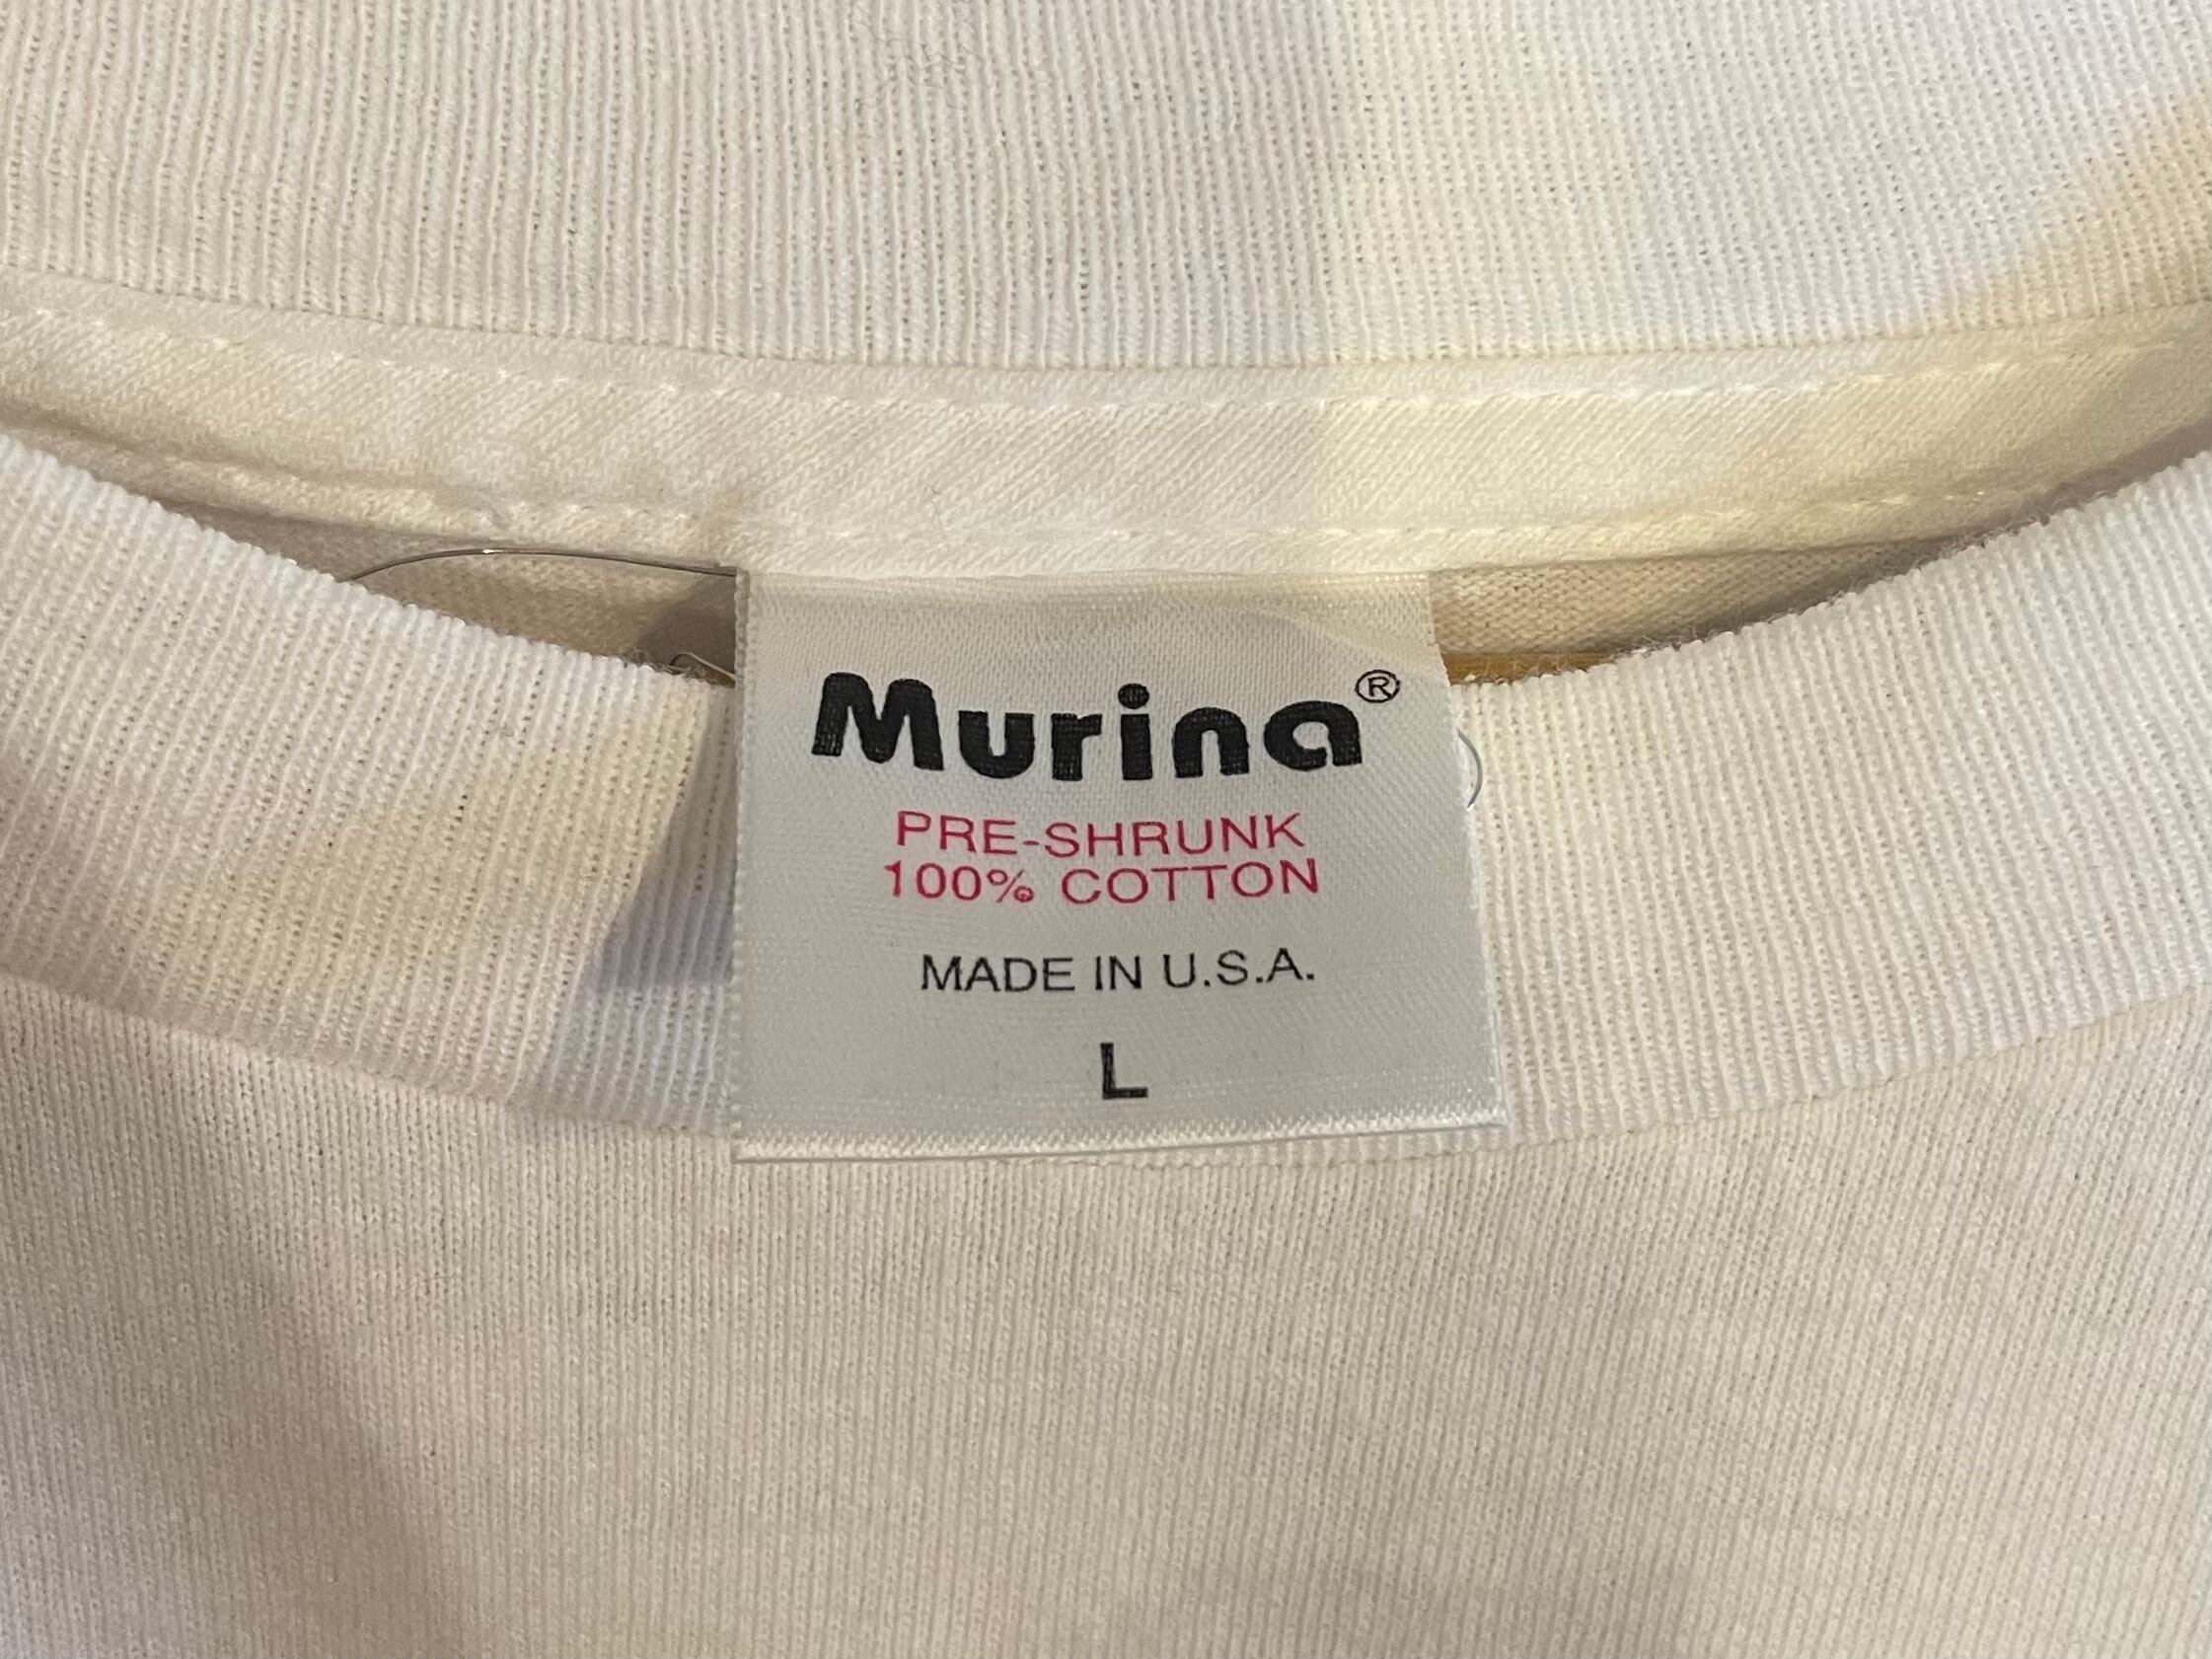 Murina®
PRE-SHRUNK
100% COTTON
MADE IN U.S.A.
L